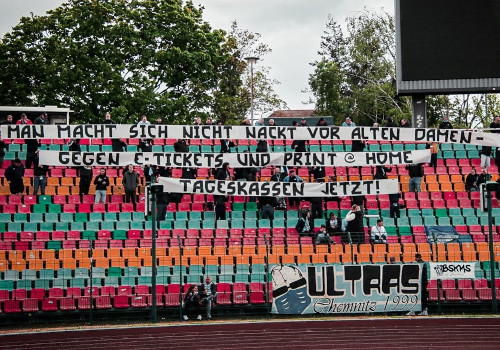 MAN MACHT SICH NICHT NACKT VOR ALTEN DAMEN -
GEGEN E-TICKETS UND PRINT @ HOME
TAGESKASSEN JETZT!
ULTRAS
Chemnitz 1999